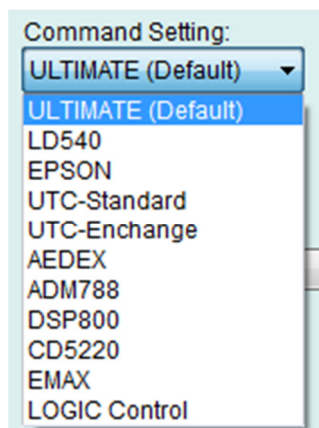 Command Setting:
ULTIMATE (Default)
ULTIMATE (Default)
LD540
EPSON
UTC-Standard
UTC-Enchange
AEDEX
ADM788
DSP800
CD5220
EMAX
LOGIC Control